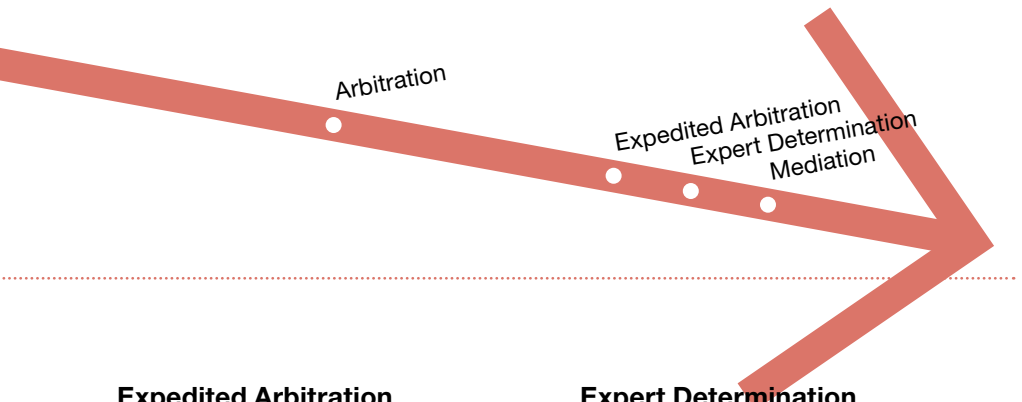 Arbitration
Expedited Arbitration
Expert Determination
Mediation
Expedited Arbitration
Expert Determination